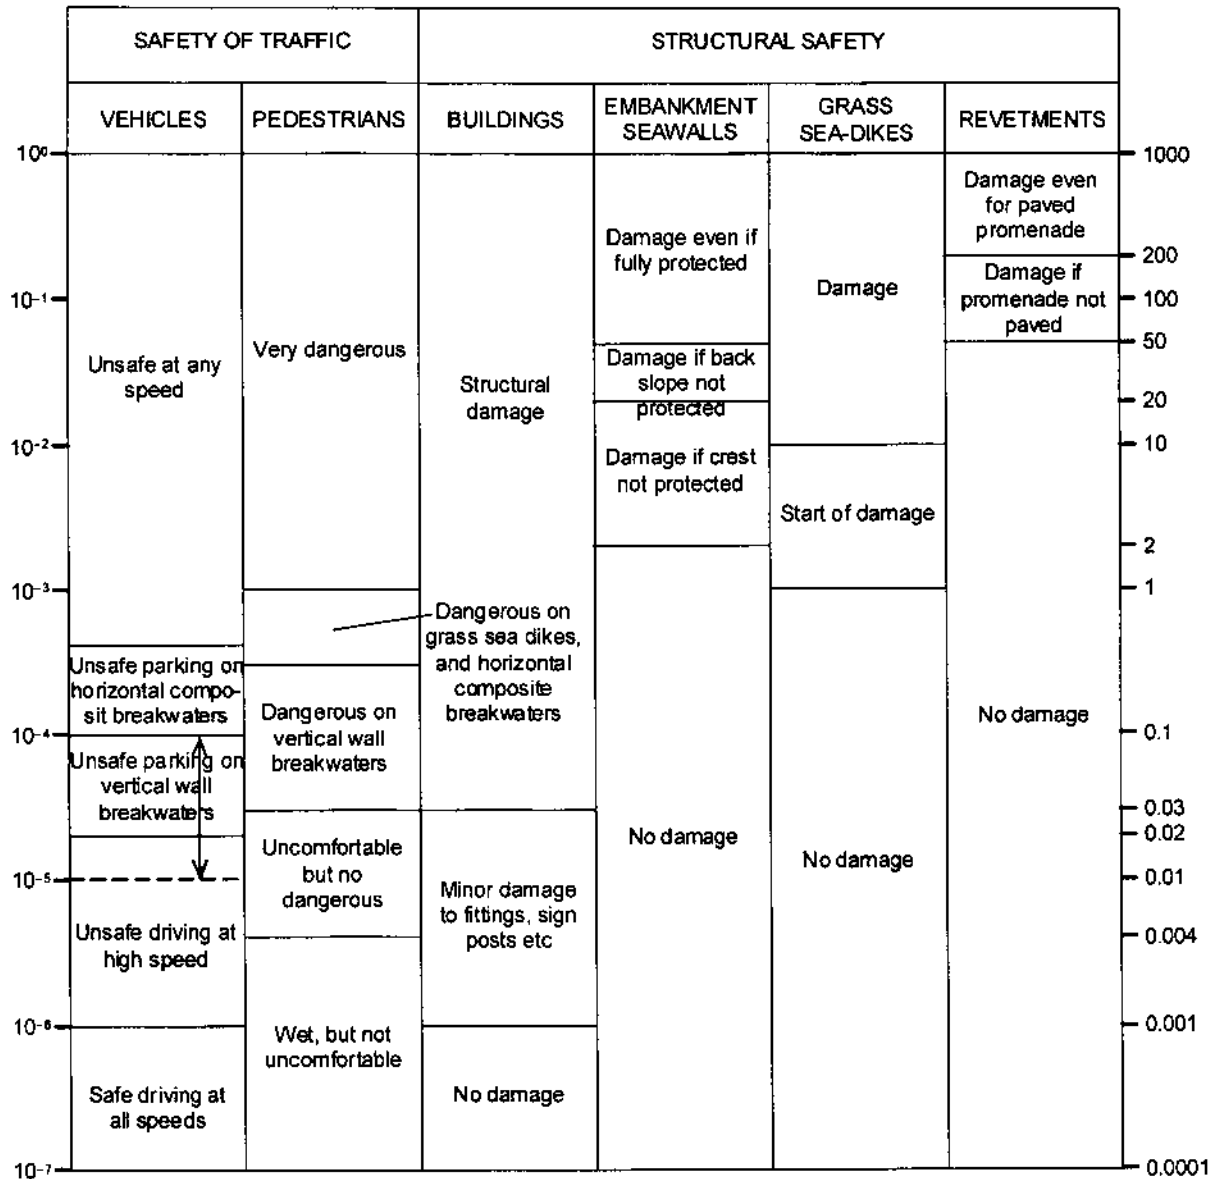 SAFETY OF TRAFFIC
STRUCTURAL SAFETY
VEHICLES
PEDESTRIANS
BUILDINGS
EMBANKMENT
SEAWALLS
GRASS
SEA-DIKES
REVETMENTS
10⁰
10⁻¹
10⁻²
10⁻³
10⁻⁴
10⁻⁵
10⁻⁶
10⁻⁷
Unsafe at any
speed
Unsafe parking on
horizontal compo-
sit breakwaters
Unsafe parking on
vertical wall
breakwaters
Unsafe driving at
high speed
Safe driving at
all speeds
Very dangerous
Dangerous on
grass sea dikes,
and horizontal
composite
breakwaters
Dangerous on
vertical wall
breakwaters
Uncomfortable
but no
dangerous
Wet, but not
uncomfortable
Structural
damage
Minor damage
to fittings, sign
posts etc
No damage
Damage even if
fully protected
Damage if back
slope not
protected
Damage if crest
not protected
No damage
Damage
Start of damage
No damage
Damage even
for paved
promenade
Damage if
promenade not
paved
No damage
1000
200
100
50
20
10
2
1
0.1
0.03
0.02
0.01
0.004
0.001
0.0001